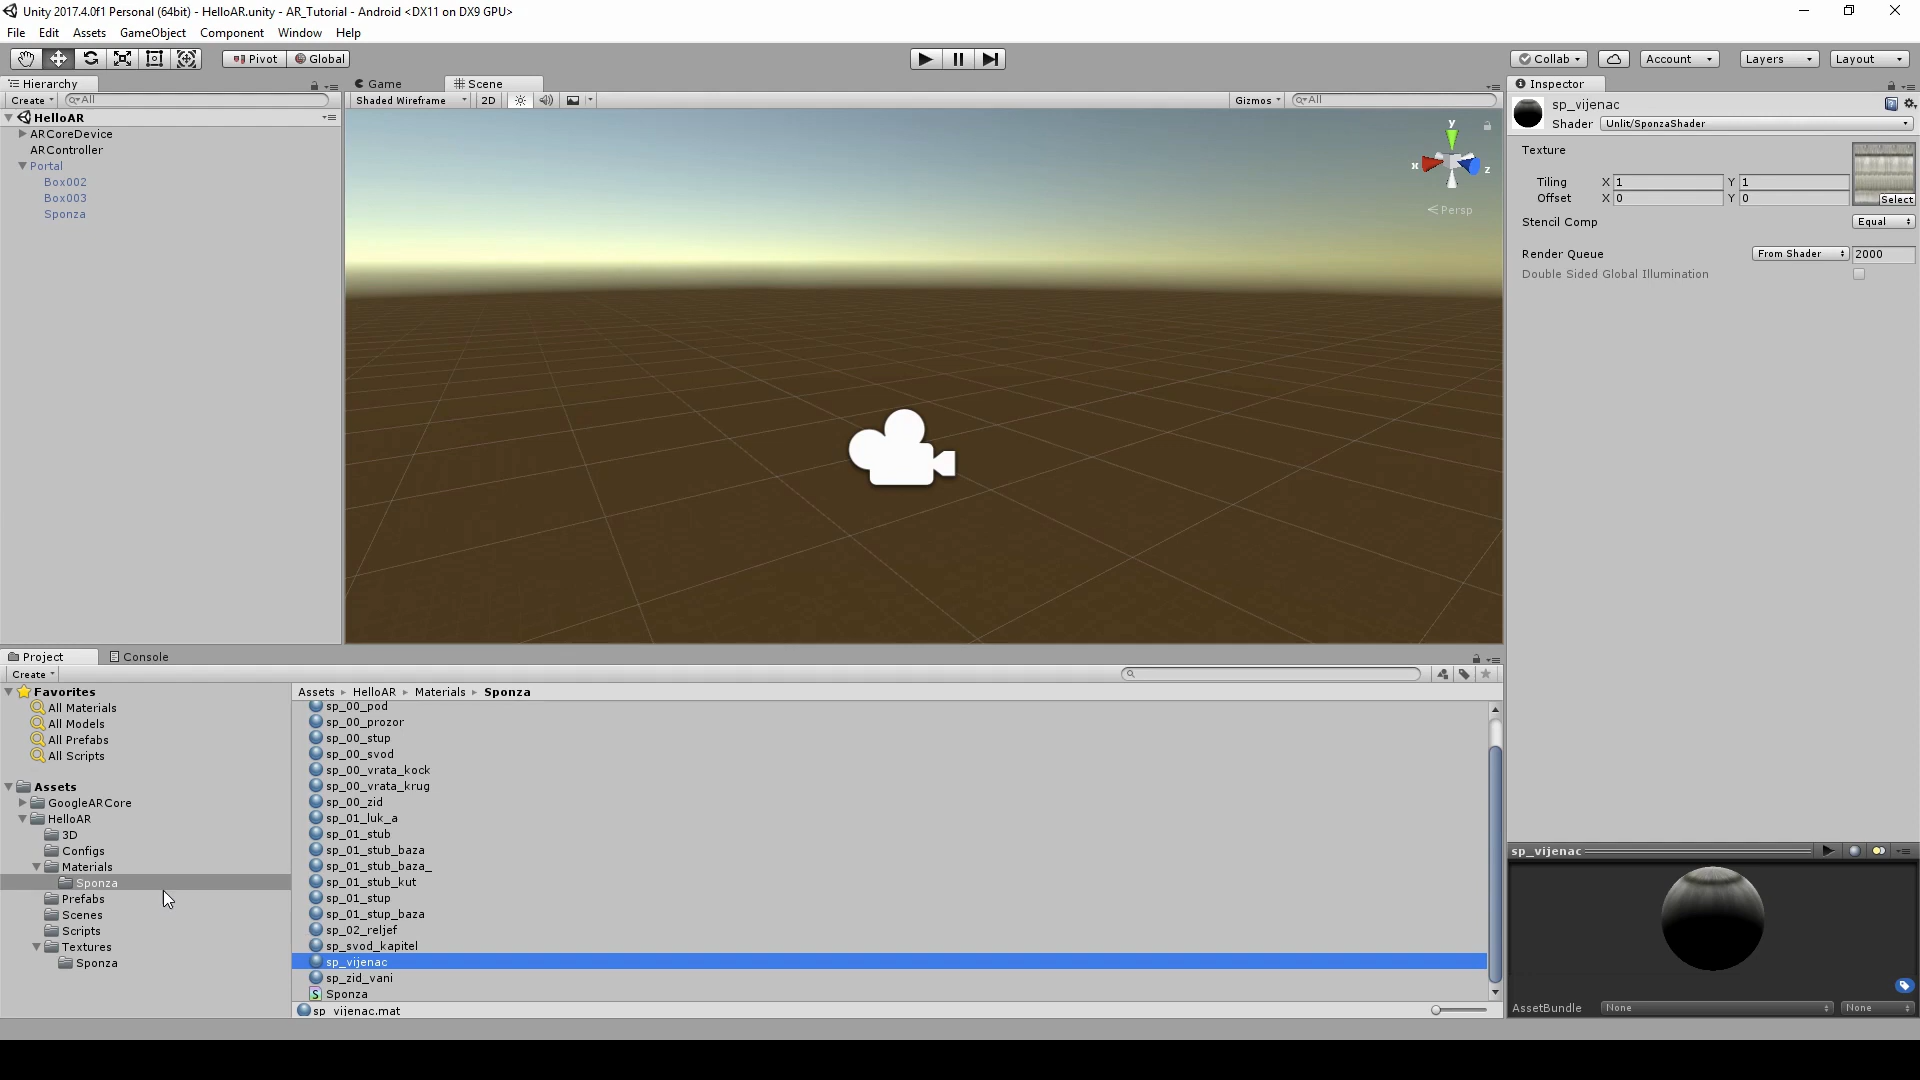 Unity 2017.4.0f1 Personal (64bit) - HelloAR.unity - AR_Tutorial - Android <DX11 on DX9 GPU>
File Edit Assets GameObject Component Window Help
Pivot Global Collab Account Layers Layout
Hierarchy
Create All
HelloAR
ARCoreDevice
ARController
Portal
Box002
Box003
Sponza
Game Scene
Shaded Wireframe 2D Gizmos All
y
x z
Persp
Inspector
sp_vijenac
Shader Unlit/SponzaShader
Texture
Tiling X 1 Y 1
Offset X 0 Y 0
Select
Stencil Comp Equal
Render Queue From Shader 2000
Double Sided Global Illumination
Project Console
Create
Favorites
All Materials
All Models
All Prefabs
All Scripts
Assets
GoogleARCore
HelloAR
3D
Configs
Materials
Sponza
Prefabs
Scenes
Scripts
Textures
Sponza
Assets HelloAR Materials Sponza
sp_00_pod
sp_00_prozor
sp_00_stup
sp_00_svod
sp_00_vrata_kock
sp_00_vrata_krug
sp_00_zid
sp_01_luk_a
sp_01_stub
sp_01_stub_baza
sp_01_stub_baza_
sp_01_stub_kut
sp_01_stup
sp_01_stup_baza
sp_02_reljef
sp_svod_kapitel
sp_vijenac
sp_zid_vani
S Sponza
sp_vijenac.mat
sp_vijenac
AssetBundle None None